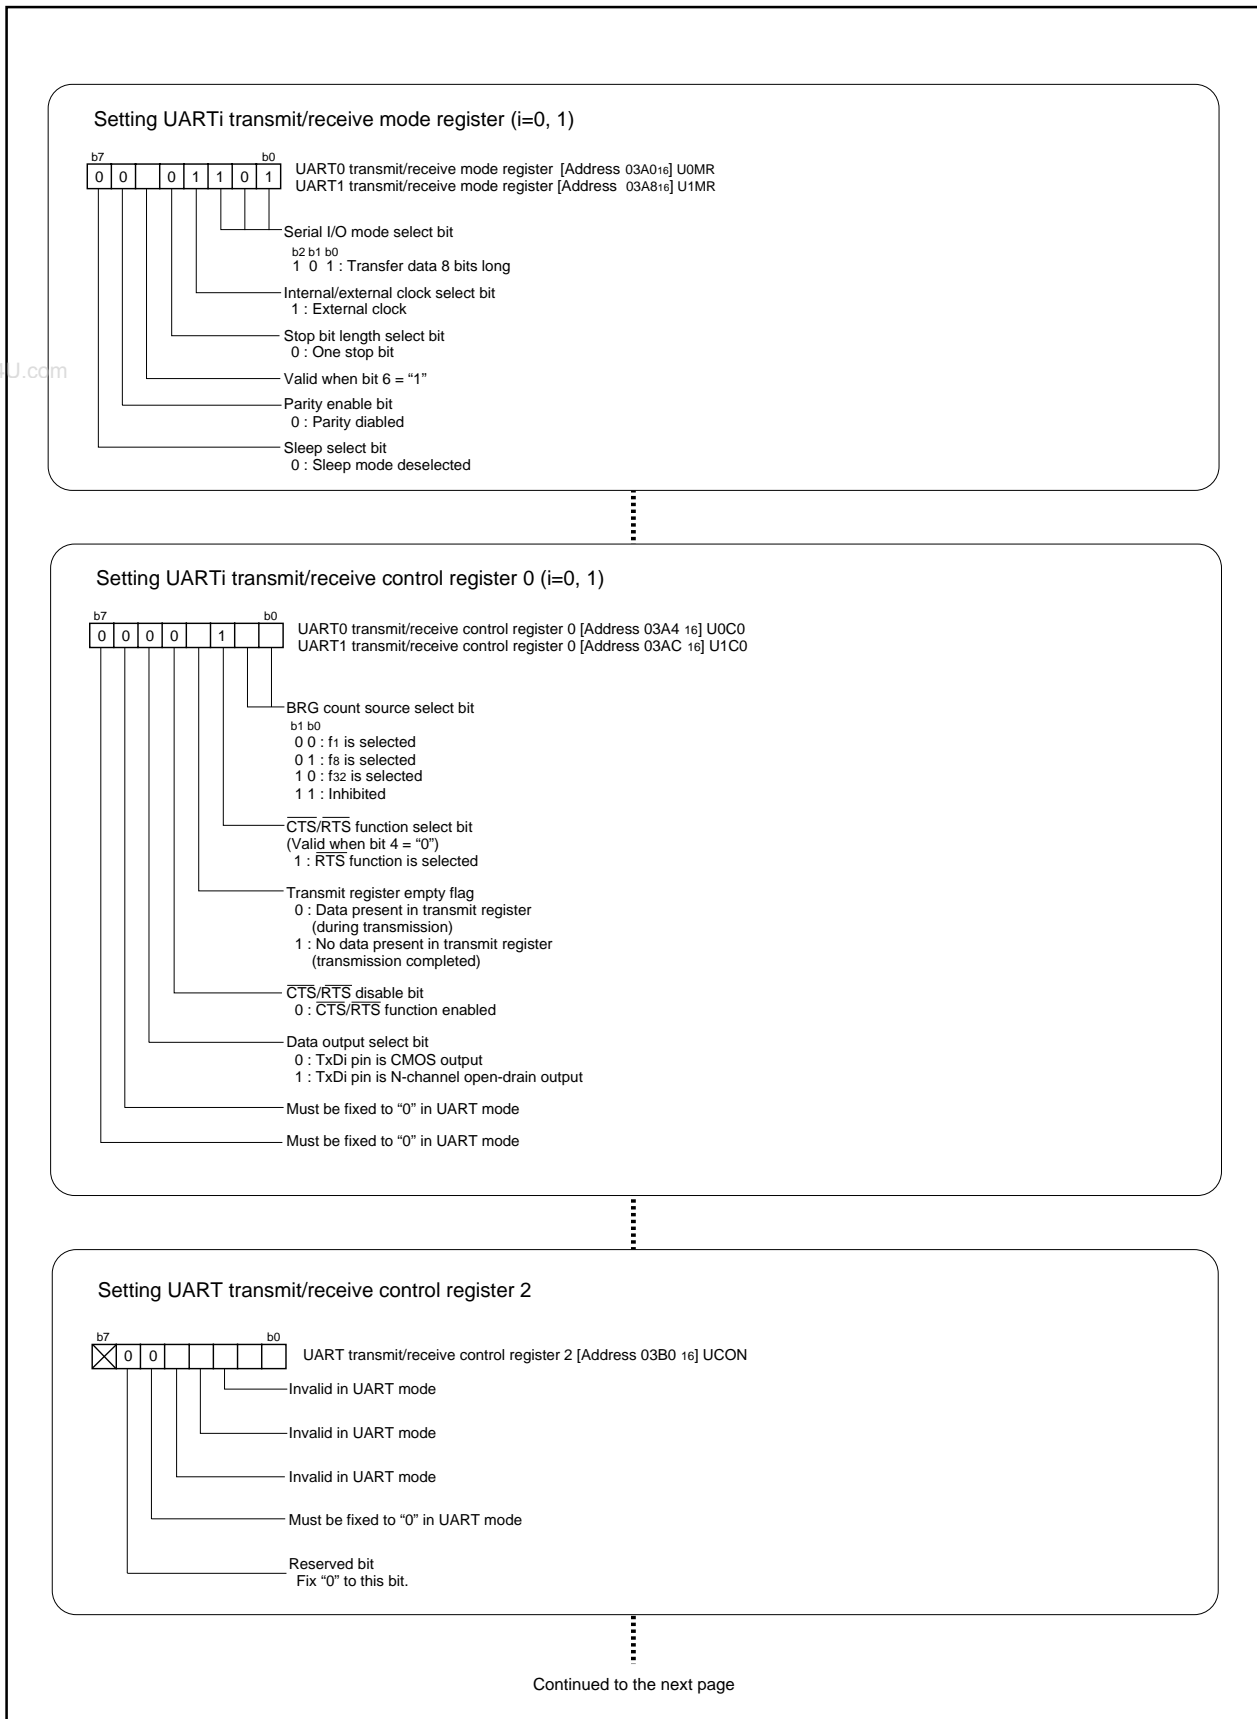 Setting UARTi transmit/receive mode register (i=0, 1)
b7 b0
0 0 0 1 1 0 1
UART0 transmit/receive mode register [Address 03A016] U0MR
UART1 transmit/receive mode register [Address 03A816] U1MR
Serial I/O mode select bit
b2 b1 b0
1 0 1 : Transfer data 8 bits long
Internal/external clock select bit
1 : External clock
Stop bit length select bit
0 : One stop bit
4U.com
Valid when bit 6 = “1”
Parity enable bit
0 : Parity diabled
Sleep select bit
0 : Sleep mode deselected
Setting UARTi transmit/receive control register 0 (i=0, 1)
b7 b0
0 0 0 0 1
UART0 transmit/receive control register 0 [Address 03A4 16] U0C0
UART1 transmit/receive control register 0 [Address 03AC 16] U1C0
BRG count source select bit
b1 b0
0 0 : f1 is selected
0 1 : f8 is selected
1 0 : f32 is selected
1 1 : Inhibited
CTS/RTS function select bit
(Valid when bit 4 = “0”)
1 : RTS function is selected
Transmit register empty flag
0 : Data present in transmit register
(during transmission)
1 : No data present in transmit register
(transmission completed)
CTS/RTS disable bit
0 : CTS/RTS function enabled
Data output select bit
0 : TxDi pin is CMOS output
1 : TxDi pin is N-channel open-drain output
Must be fixed to “0” in UART mode
Must be fixed to “0” in UART mode
Setting UART transmit/receive control register 2
b7 b0
0 0
UART transmit/receive control register 2 [Address 03B0 16] UCON
Invalid in UART mode
Invalid in UART mode
Invalid in UART mode
Must be fixed to “0” in UART mode
Reserved bit
Fix “0” to this bit.
Continued to the next page